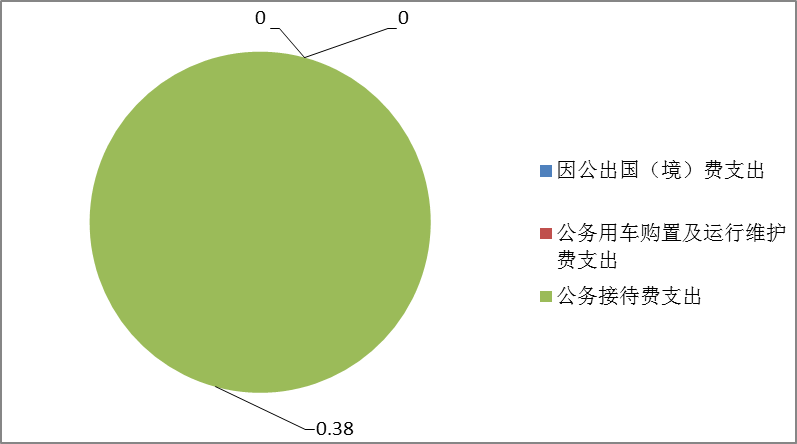 0
0
因公出国（境）费支出
公务用车购置及运行维护
费支出
公务接待费支出
0.38